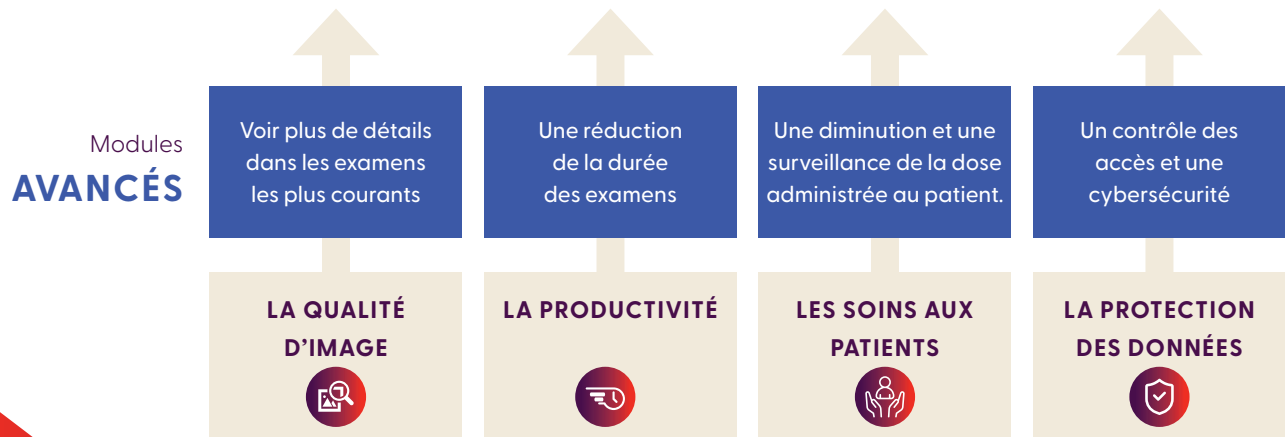 Modules
AVANCÉS
Voir plus de détails
dans les examens
les plus courants
Une réduction
de la durée
des examens
Une diminution et une
surveillance de la dose
administrée au patient.
Un contrôle des
accès et une
cybersécurité
LA QUALITÉ
D’IMAGE
LA PRODUCTIVITÉ
LES SOINS AUX
PATIENTS
LA PROTECTION
DES DONNÉES